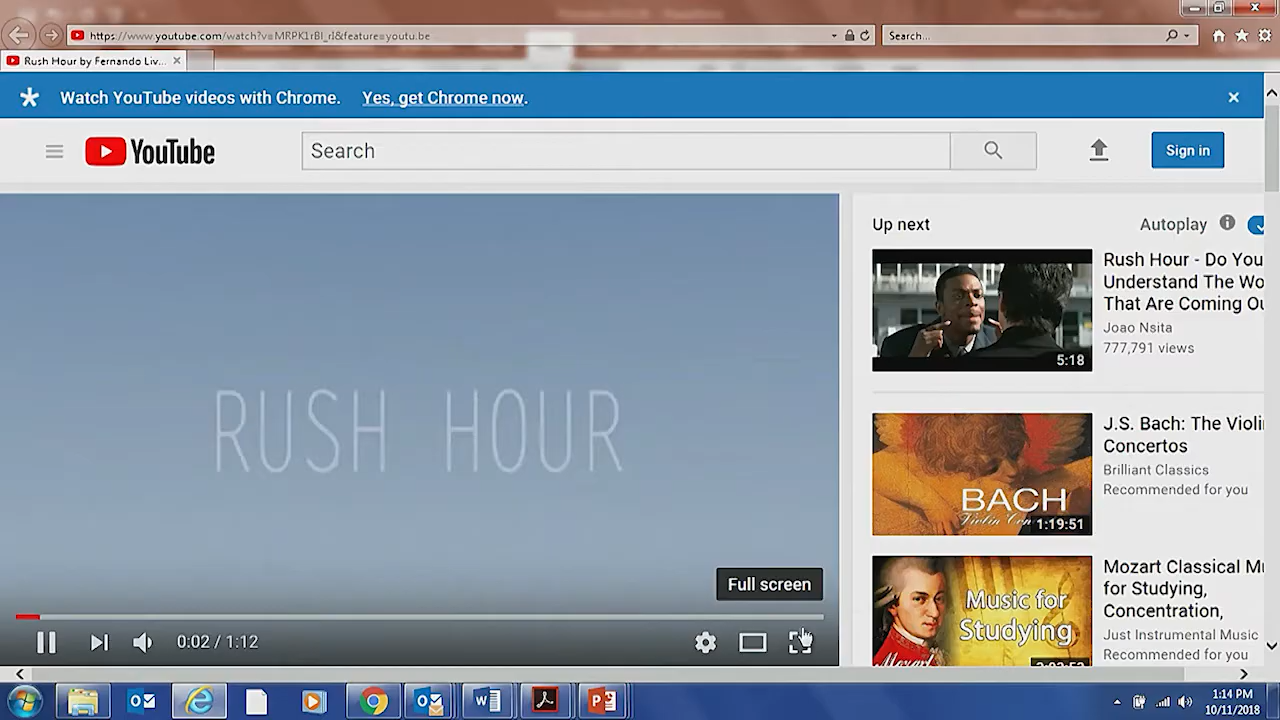 https://www.youtube.com/watch?v=MRPK1rBI_rI&feature=youtu.be
Search...
Rush Hour by Fernando Liv...
Watch YouTube videos with Chrome. Yes, get Chrome now.
YouTube
Search
Sign in
RUSH HOUR
Full screen
0:02 / 1:12
Up next
Autoplay
5:18
Rush Hour - Do You
Understand The Wo
That Are Coming Ou
Joao Nsita
777,791 views
BACH
Violin Con
1:19:51
J.S. Bach: The Violi
Concertos
Brilliant Classics
Recommended for you
Music for
Studying
Mozart
Mozart Classical Mu
for Studying,
Concentration,
Just Instrumental Music
Recommended for you
1:14 PM
10/11/2018